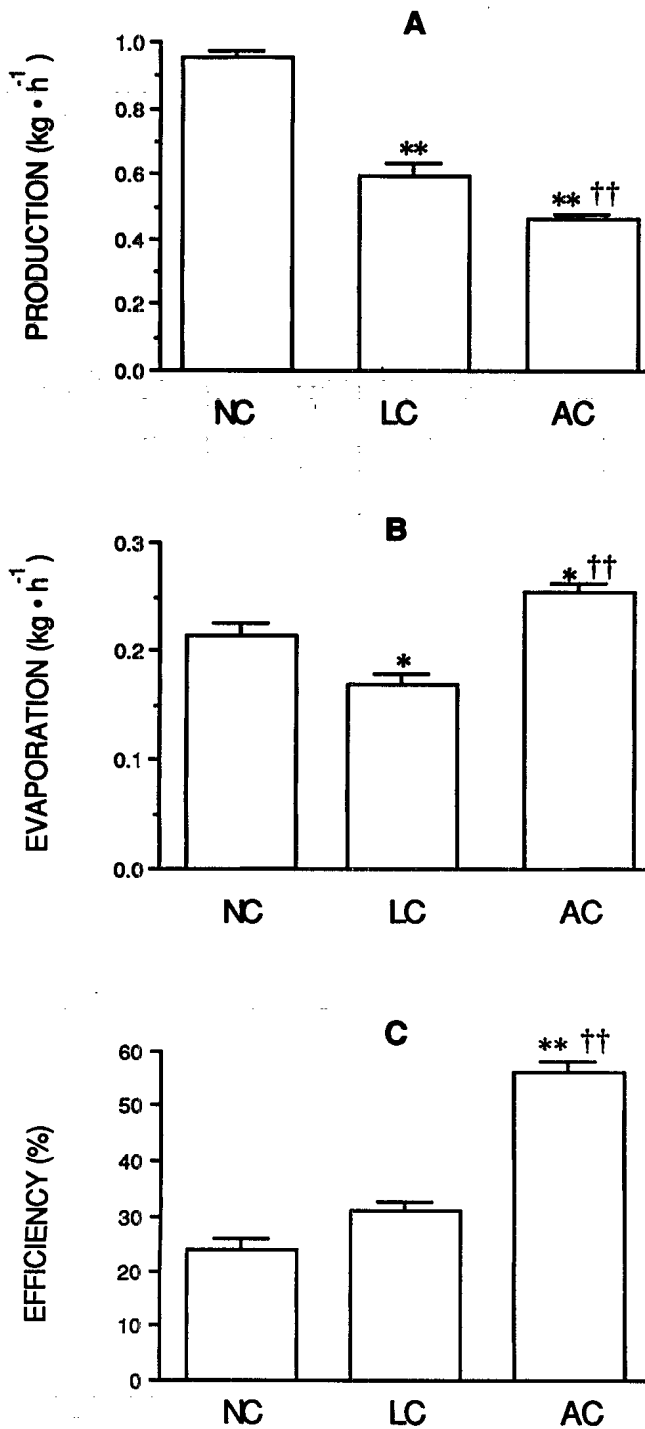 A
PRODUCTION (kg • h-1)
1.0
0.8
0.6
0.4
0.2
0.0
**
** ††
NC LC AC
B
EVAPORATION (kg • h-1)
0.3
0.2
0.1
0.0
*
* ††
NC LC AC
C
EFFICIENCY (%)
60
50
40
30
20
10
0
** ††
NC LC AC